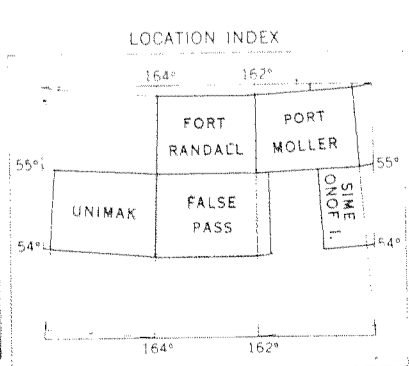 LOCATION INDEX
164° 162°
FORT
RANDALL
PORT
MOLLER
55° 55°
UNIMAK
FALSE
PASS
SIME
ONOF I.
54° 54°
164° 162°